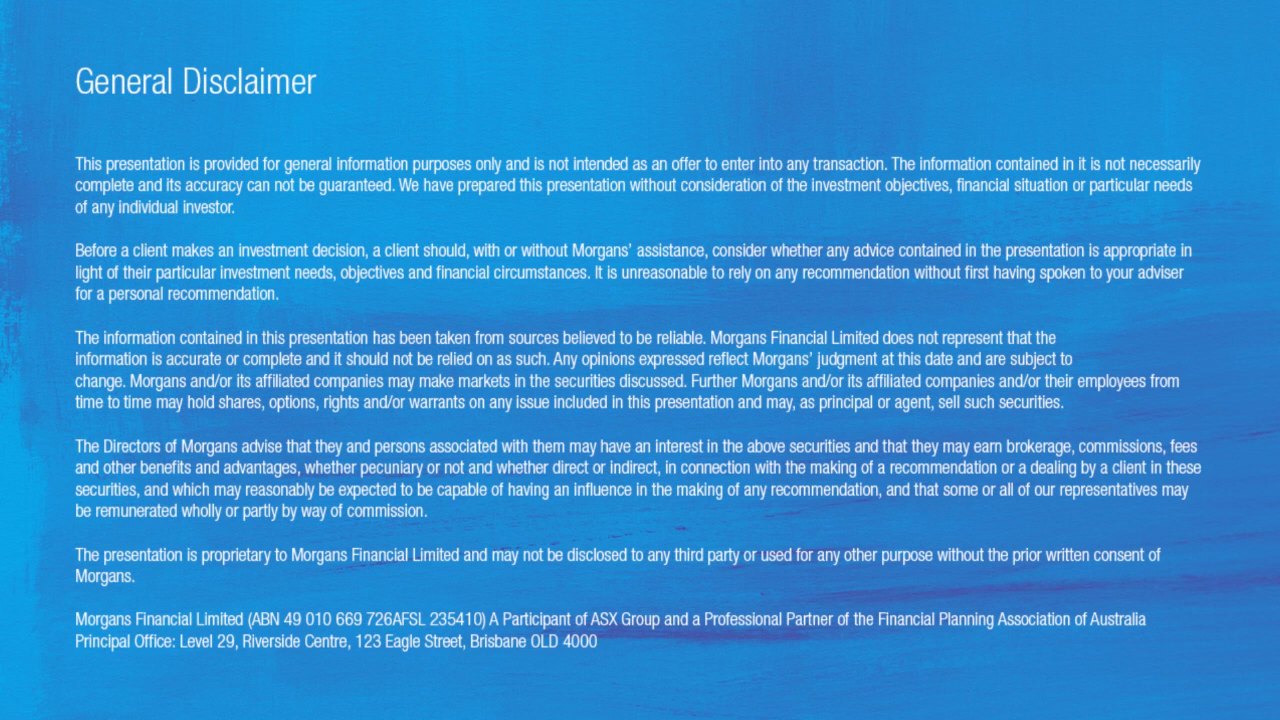 General Disclaimer
This presentation is provided for general information purposes only and is not intended as an offer to enter into any transaction. The information contained in it is not necessarily
complete and its accuracy can not be guaranteed. We have prepared this presentation without consideration of the investment objectives, financial situation or particular needs
of any individual investor.
Before a client makes an investment decision, a client should, with or without Morgans' assistance, consider whether any advice contained in the presentation is appropriate in
light of their particular investment needs, objectives and financial circumstances. It is unreasonable to rely on any recommendation without first having spoken to your adviser
for a personal recommendation.
The information contained in this presentation has been taken from sources believed to be reliable. Morgans Financial Limited does not represent that the
information is accurate or complete and it should not be relied on as such. Any opinions expressed reflect Morgans' judgment at this date and are subject to
change. Morgans and/or its affiliated companies may make markets in the securities discussed. Further Morgans and/or its affiliated companies and/or their employees from
time to time may hold shares, options, rights and/or warrants on any issue included in this presentation and may, as principal or agent, sell such securities.
The Directors of Morgans advise that they and persons associated with them may have an interest in the above securities and that they may earn brokerage, commissions, fees
and other benefits and advantages, whether pecuniary or not and whether direct or indirect, in connection with the making of a recommendation or a dealing by a client in these
securities, and which may reasonably be expected to be capable of having an influence in the making of any recommendation, and that some or all of our representatives may
be remunerated wholly or partly by way of commission.
The presentation is proprietary to Morgans Financial Limited and may not be disclosed to any third party or used for any other purpose without the prior written consent of
Morgans.
Morgans Financial Limited (ABN 49 010 669 726AFSL 235410) A Participant of ASX Group and a Professional Partner of the Financial Planning Association of Australia
Principal Office: Level 29, Riverside Centre, 123 Eagle Street, Brisbane OLD 4000